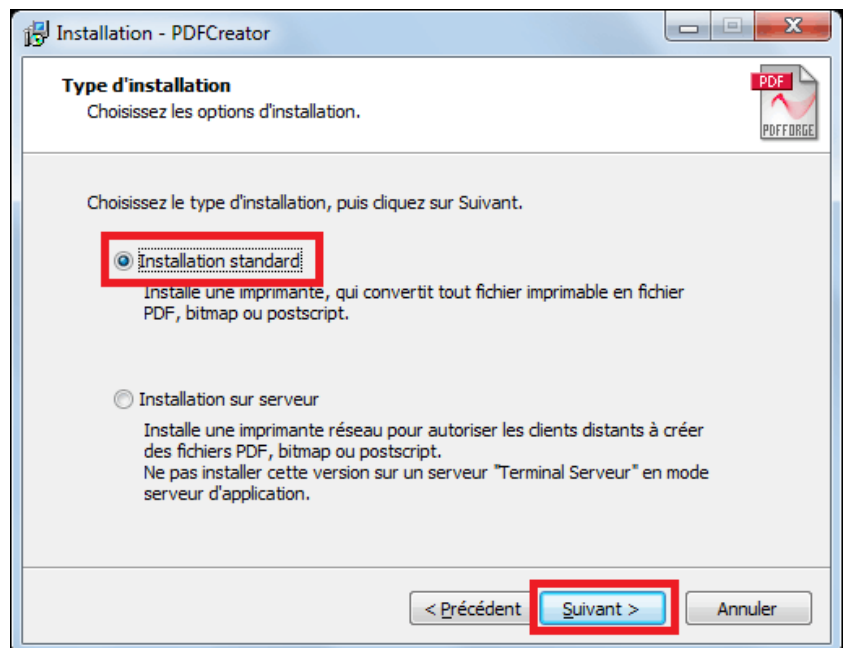 Installation - PDFCreator
Type d'installation
Choisissez les options d'installation.
PDF
PDFFORGE
Choisissez le type d'installation, puis cliquez sur Suivant.
Installation standard
Installe une imprimante, qui convertit tout fichier imprimable en fichier
PDF, bitmap ou postscript.
Installation sur serveur
Installe une imprimante réseau pour autoriser les clients distants à créer
des fichiers PDF, bitmap ou postscript.
Ne pas installer cette version sur un serveur "Terminal Serveur" en mode
serveur d'application.
< Précédent
Suivant >
Annuler